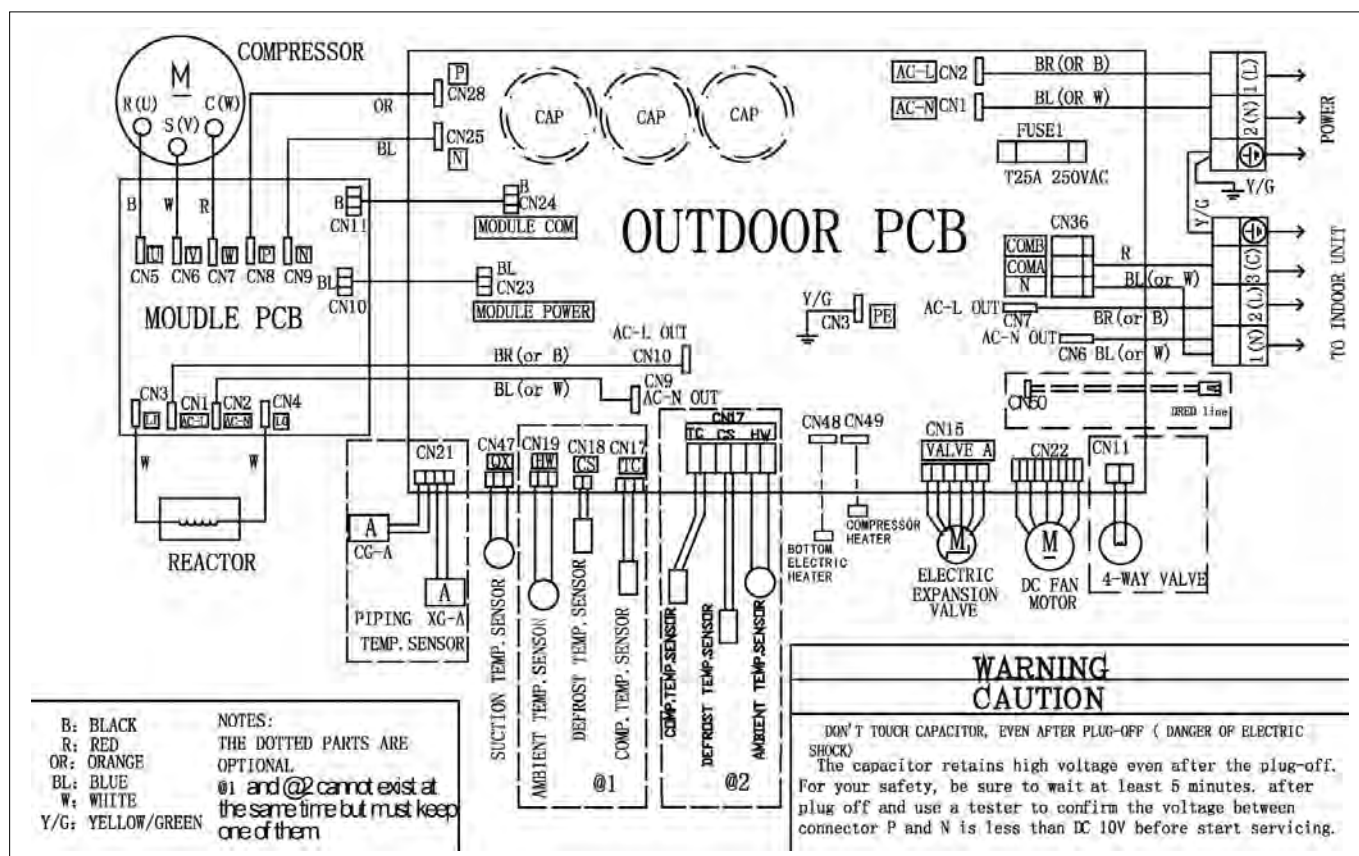 COMPRESSOR
M
R(U)
S(V)
C(W)
B
W
R
OR
BL
P
CN28
CN25
N
CAP
CAP
CAP
AC-L CN2
AC-N CN1
BR(OR B)
BL(OR W)
1(L)
2(N)
POWER
FUSE1
T25A 250VAC
Y/G
Y/G
B
CN11
B
CN24
MODULE COM
OUTDOOR PCB
CN36
COMB
COMA
N
R
BL(or W)
3(C)
2(L)
1(N)
TO INDOOR UNIT
U
V
W
P
N
CN5
CN6
CN7
CN8
CN9
BL
CN10
BL
CN23
MODULE POWER
MOUDLE PCB
Y/G
CN3
PE
AC-L OUT
CN7
BR(or B)
AC-N OUT
CN6
BL(or W)
BR(or B)
AC-L OUT
CN10
BL(or W)
CN9
AC-N OUT
CN3
CN1
AC-L
CN2
AC-N
CN4
CN50
DRED line
W
W
REACTOR
CN21
A
CG-A
A
XG-A
PIPING
TEMP. SENSOR
CN47
QX
SUCTION TEMP. SENSOR
CN19
HW
AMBIENT TEMP. SENSOR
CN18
CS
DEFROST TEMP. SENSOR
CN17
TC
COMP. TEMP. SENSOR
@1
CN17
TC
CS
HW
COMP.TEMP.SENSOR
DEFROST TEMP.SENSOR
AMBIENT TEMP.SENSOR
@2
CN48
CN49
BOTTOM
ELECTRIC
HEATER
COMPRESSOR
HEATER
CN15
VALVE A
M
ELECTRIC
EXPANSION
VALVE
CN22
M
DC FAN
MOTOR
CN11
4-WAY VALVE
B: BLACK
R: RED
OR: ORANGE
BL: BLUE
W: WHITE
Y/G: YELLOW/GREEN
NOTES:
THE DOTTED PARTS ARE
OPTIONAL
@1 and @2 cannot exist at
the same time but must keep
one of them
WARNING
CAUTION
DON'T TOUCH CAPACITOR, EVEN AFTER PLUG-OFF ( DANGER OF ELECTRIC
SHOCK)
The capacitor retains high voltage even after the plug-off.
For your safety, be sure to wait at least 5 minutes. after
plug off and use a tester to confirm the voltage between
connector P and N is less than DC 10V before start servicing.